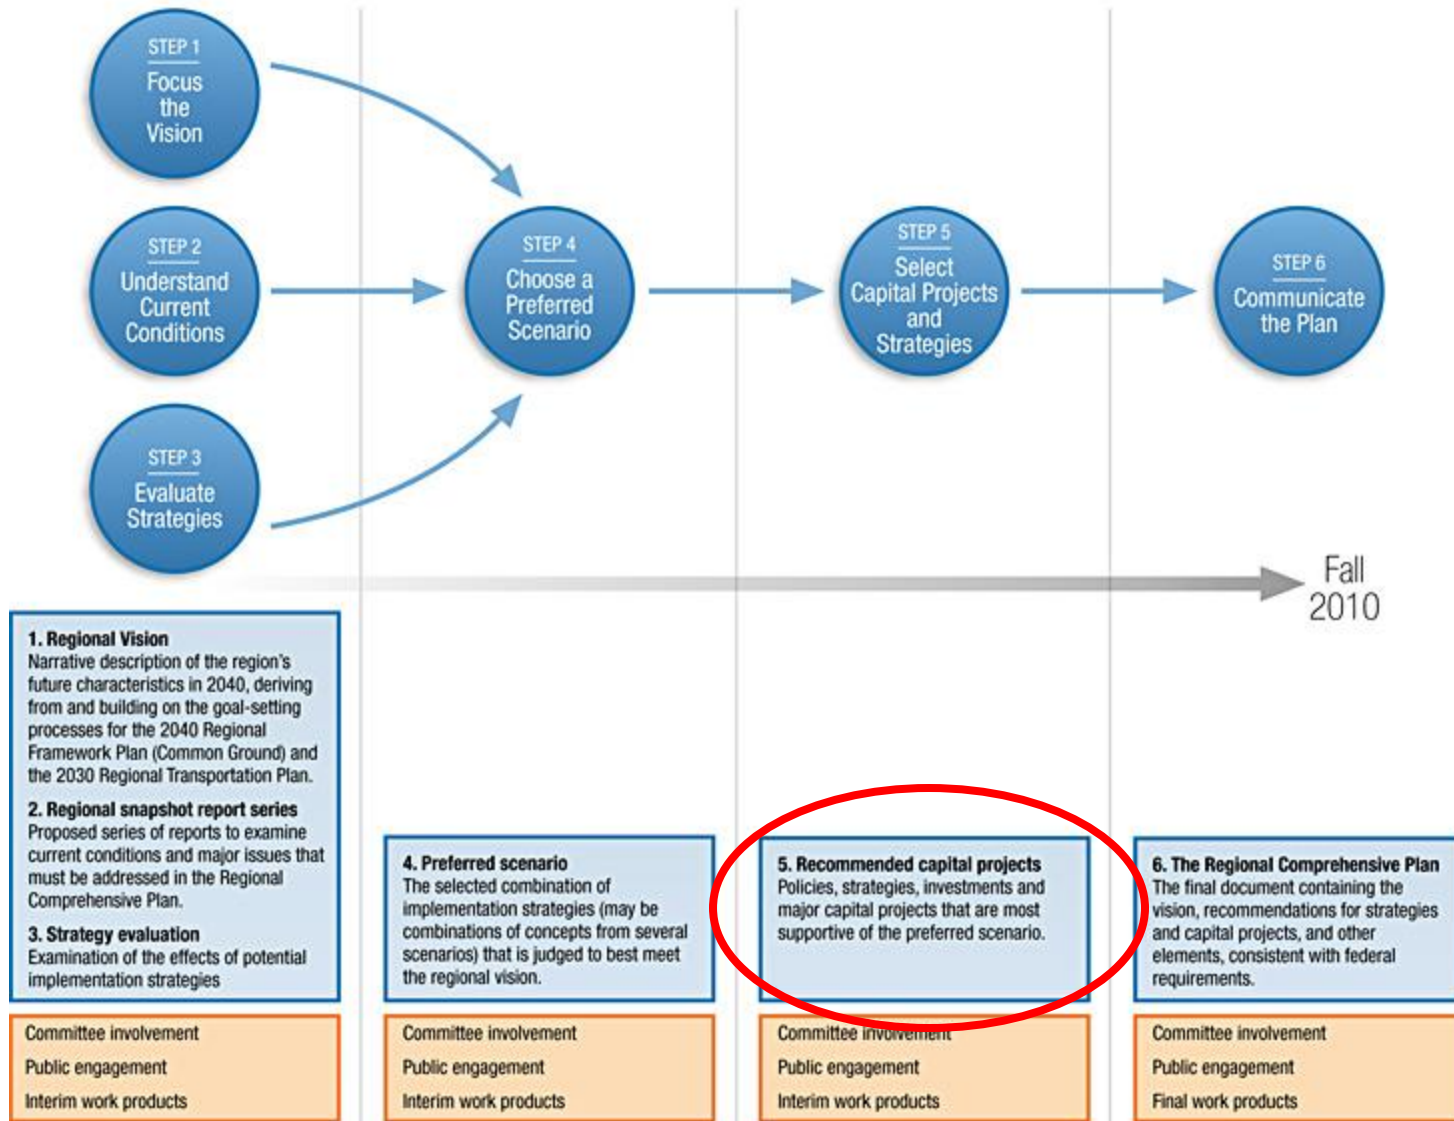 STEP 1
Focus
the
Vision
STEP 2
Understand
Current
Conditions
STEP 3
Evaluate
Strategies
STEP 4
Choose a
Preferred
Scenario
STEP 5
Select
Capital Projects
and
Strategies
STEP 6
Communicate
the Plan
Fall
2010
1. Regional Vision
Narrative description of the region's
future characteristics in 2040, deriving
from and building on the goal-setting
processes for the 2040 Regional
Framework Plan (Common Ground) and
the 2030 Regional Transportation Plan.
2. Regional snapshot report series
Proposed series of reports to examine
current conditions and major issues that
must be addressed in the Regional
Comprehensive Plan.
3. Strategy evaluation
Examination of the effects of potential
implementation strategies
Committee involvement
Public engagement
Interim work products
4. Preferred scenario
The selected combination of
implementation strategies (may be
combinations of concepts from several
scenarios) that is judged to best meet
the regional vision.
Committee involvement
Public engagement
Interim work products
5. Recommended capital projects
Policies, strategies, investments and
major capital projects that are most
supportive of the preferred scenario.
Committee involvement
Public engagement
Interim work products
6. The Regional Comprehensive Plan
The final document containing the
vision, recommendations for strategies
and capital projects, and other
elements, consistent with federal
requirements.
Committee involvement
Public engagement
Final work products